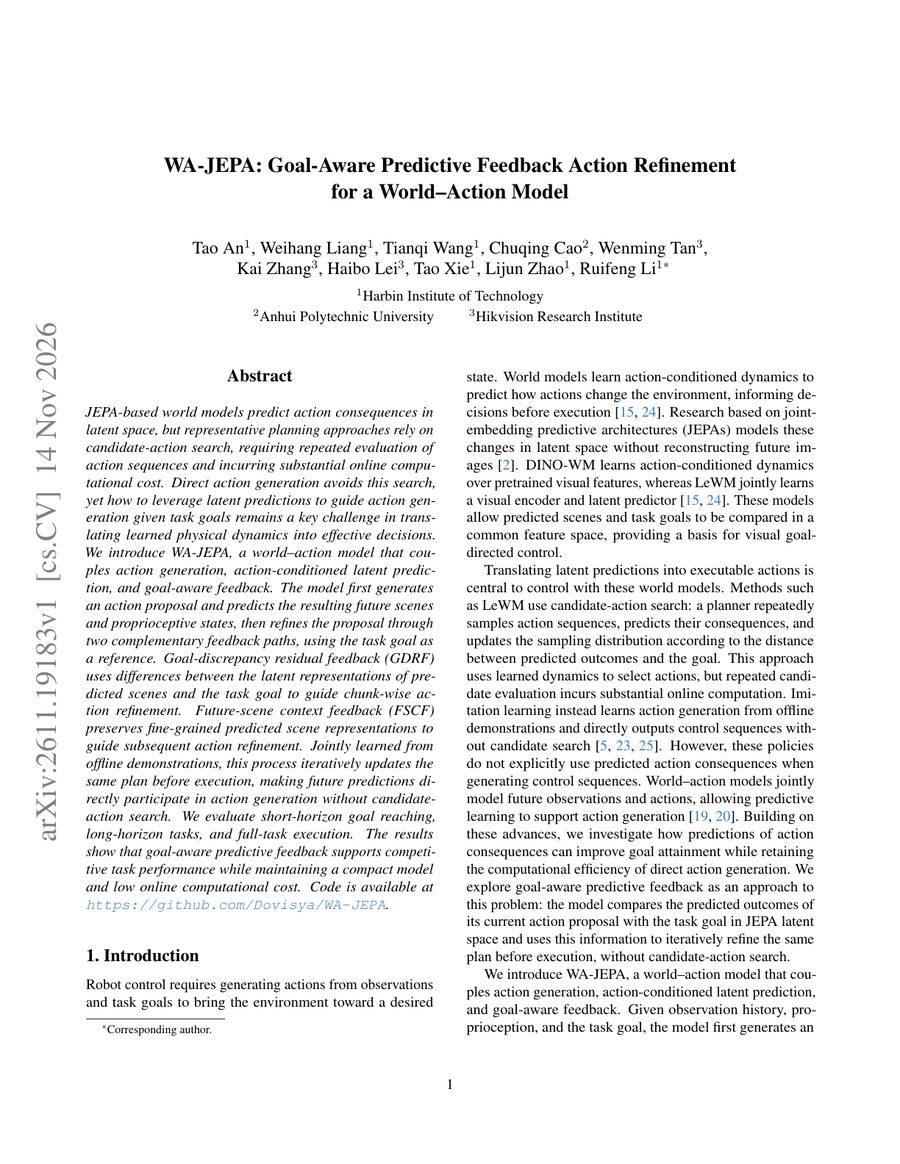 WA-JEPA: Goal-Aware Predictive Feedback Action Refinement
for a World–Action Model
Tao An1, Weihang Liang1, Tianqi Wang1, Chuqing Cao2, Wenming Tan3,
Kai Zhang3, Haibo Lei3, Tao Xie1, Lijun Zhao1, Ruifeng Li1*
1Harbin Institute of Technology
2Anhui Polytechnic University 3Hikvision Research Institute
arXiv:2611.19183v1 [cs.CV] 14 Nov 2026
Abstract
JEPA-based world models predict action consequences in
latent space, but representative planning approaches rely on
candidate-action search, requiring repeated evaluation of
action sequences and incurring substantial online compu-
tational cost. Direct action generation avoids this search,
yet how to leverage latent predictions to guide action gen-
eration given task goals remains a key challenge in trans-
lating learned physical dynamics into effective decisions.
We introduce WA-JEPA, a world–action model that cou-
ples action generation, action-conditioned latent predic-
tion, and goal-aware feedback. The model first generates
an action proposal and predicts the resulting future scenes
and proprioceptive states, then refines the proposal through
two complementary feedback paths, using the task goal as
a reference. Goal-discrepancy residual feedback (GDRF)
uses differences between the latent representations of pre-
dicted scenes and the task goal to guide chunk-wise ac-
tion refinement. Future-scene context feedback (FSCF)
preserves fine-grained predicted scene representations to
guide subsequent action refinement. Jointly learned from
offline demonstrations, this process iteratively updates the
same plan before execution, making future predictions di-
rectly participate in action generation without candidate-
action search. We evaluate short-horizon goal reaching,
long-horizon tasks, and full-task execution. The results
show that goal-aware predictive feedback supports competi-
tive task performance while maintaining a compact model
and low online computational cost. Code is available at
https://github.com/Dovisya/WA-JEPA.
1. Introduction
Robot control requires generating actions from observations
and task goals to bring the environment toward a desired
*Corresponding author.
state. World models learn action-conditioned dynamics to
predict how actions change the environment, informing de-
cisions before execution [15, 24]. Research based on joint-
embedding predictive architectures (JEPAs) models these
changes in latent space without reconstructing future im-
ages [2]. DINO-WM learns action-conditioned dynamics
over pretrained visual features, whereas LeWM jointly learns
a visual encoder and latent predictor [15, 24]. These models
allow predicted scenes and task goals to be compared in a
common feature space, providing a basis for visual goal-
directed control.
Translating latent predictions into executable actions is
central to control with these world models. Methods such
as LeWM use candidate-action search: a planner repeatedly
samples action sequences, predicts their consequences, and
updates the sampling distribution according to the distance
between predicted outcomes and the goal. This approach
uses learned dynamics to select actions, but repeated candi-
date evaluation incurs substantial online computation. Imi-
tation learning instead learns action generation from offline
demonstrations and directly outputs control sequences with-
out candidate search [5, 23, 25]. However, these policies
do not explicitly use predicted action consequences when
generating control sequences. World–action models jointly
model future observations and actions, allowing predictive
learning to support action generation [19, 20]. Building on
these advances, we investigate how predictions of action
consequences can improve goal attainment while retaining
the computational efficiency of direct action generation. We
explore goal-aware predictive feedback as an approach to
this problem: the model compares the predicted outcomes of
its current action proposal with the task goal in JEPA latent
space and uses this information to iteratively refine the same
plan before execution, without candidate-action search.
We introduce WA-JEPA, a world–action model that cou-
ples action generation, action-conditioned latent prediction,
and goal-aware feedback. Given observation history, pro-
prioception, and the task goal, the model first generates an
1